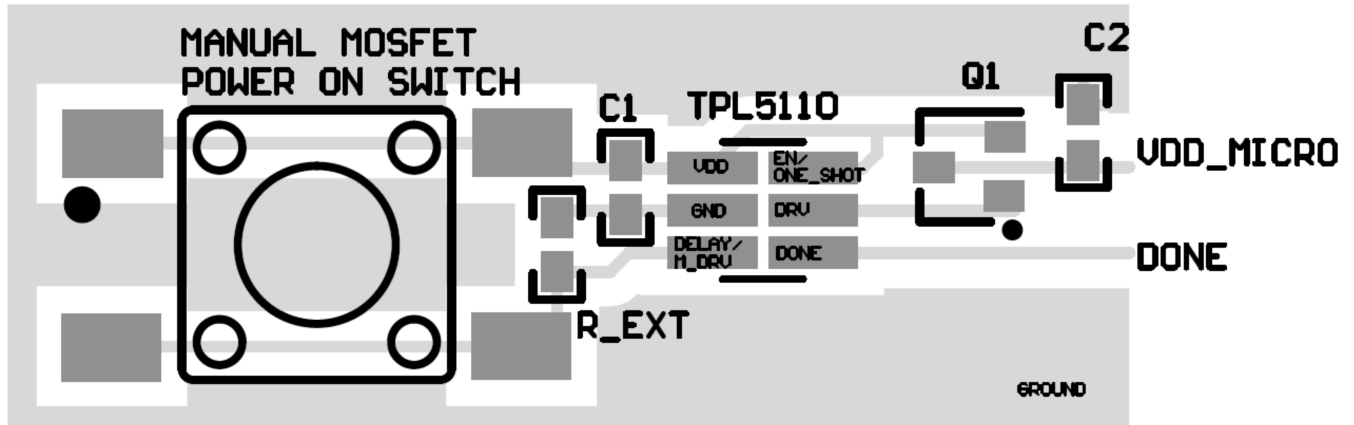 MANUAL MOSFET
POWER ON SWITCH
C1
TPL5110
Q1
C2
VDD
EN/
ONE_SHOT
VDD_MICRO
GND
DRV
DELAY/
M_DRV
DONE
DONE
R_EXT
GROUND